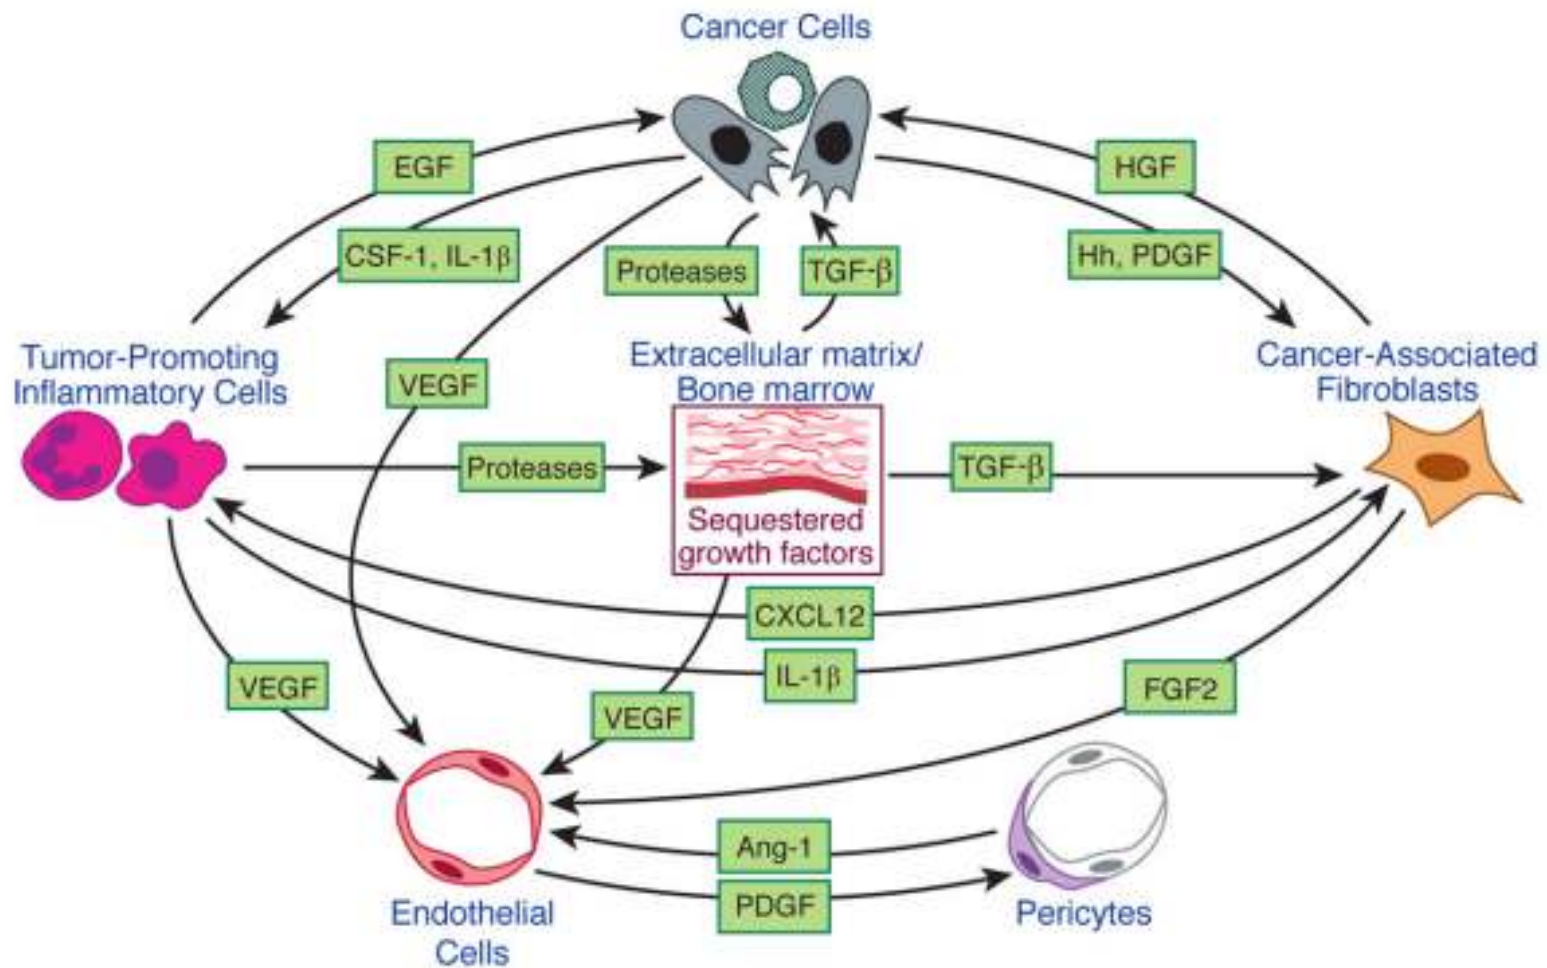 Cancer Cells
EGF
HGF
CSF-1, IL-1β
Proteases
TGF-β
Hh, PDGF
Tumor-Promoting
Inflammatory Cells
VEGF
Extracellular matrix/
Bone marrow
Cancer-Associated
Fibroblasts
Proteases
TGF-β
Sequestered
growth factors
CXCL12
IL-1β
VEGF
VEGF
FGF2
Ang-1
PDGF
Endothelial
Cells
Pericytes